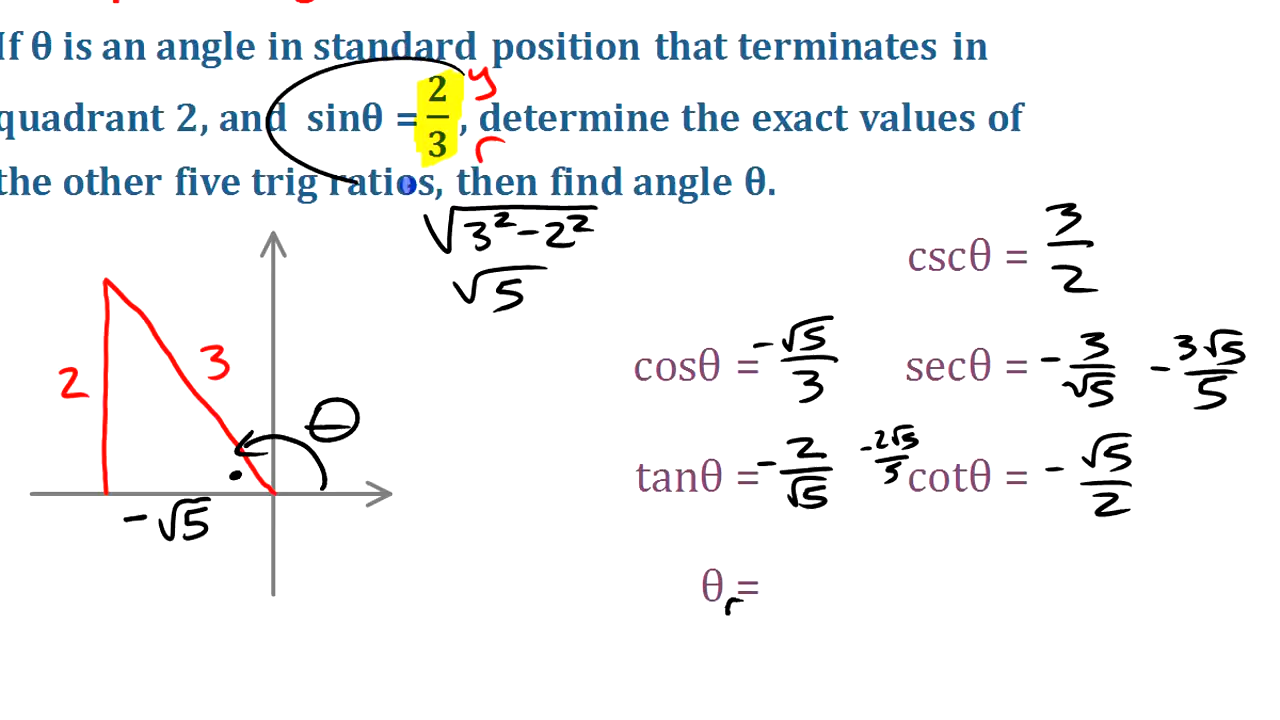 If θ is an angle in standard position that terminates in
quadrant 2, and sinθ = 2/3, determine the exact values of
y
r
the other five trig ratios, then find angle θ.
√(3² - 2²)
√5
cscθ = 3/2
cosθ = -√5/3
secθ = -3/√5 -3√5/5
tanθ = -2/√5 -2√5/5
cotθ = -√5/2
θr =
2
3
θ
-√5